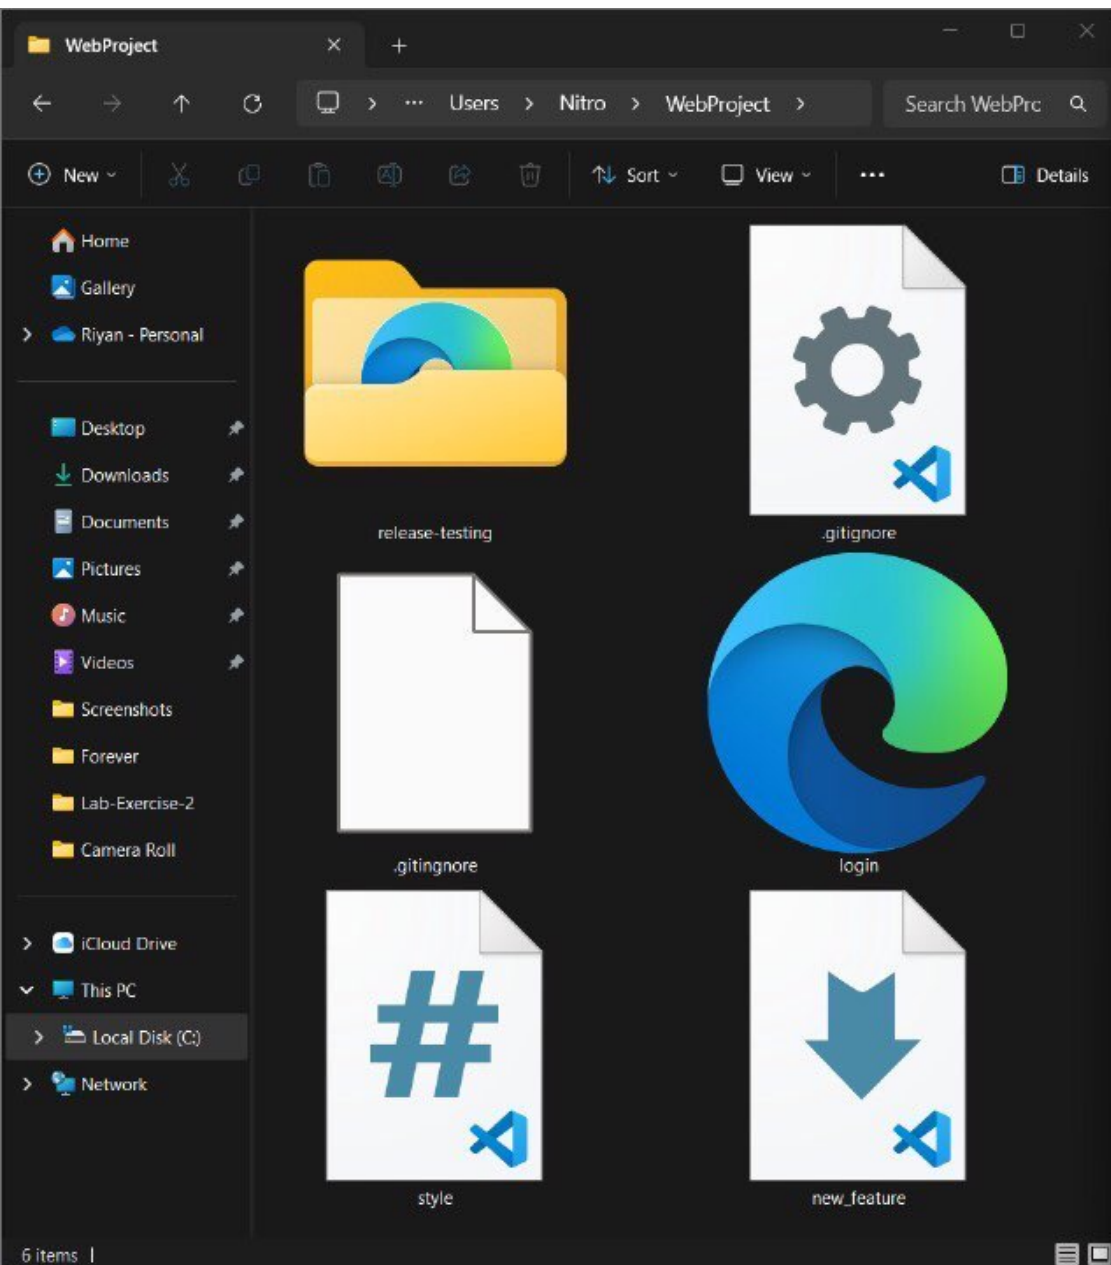 WebProject
Users > Nitro > WebProject >
Search WebPrc
New
Sort
View
Details
Home
Gallery
Riyan - Personal
Desktop
Downloads
Documents
Pictures
Music
Videos
Screenshots
Forever
Lab-Exercise-2
Camera Roll
iCloud Drive
This PC
Local Disk (C:)
Network
release-testing
.gitignore
.gitingnore
login
style
new_feature
6 items